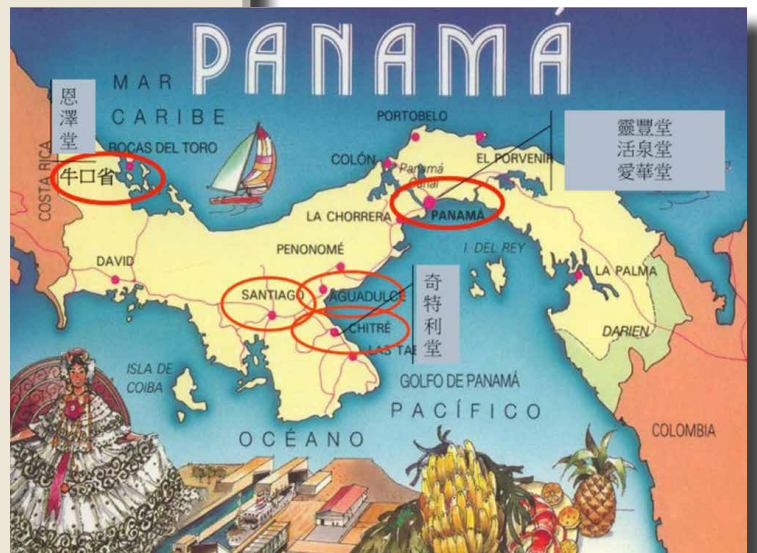 PANAMÁ
MAR
CARIBE
恩澤堂
BOCAS DEL TORO
牛口省
COSTA RICA
PORTOBELO
COLÓN
Panamá
Canal
EL PORVENIR
靈豐堂
活泉堂
愛華堂
LA CHORRERA
PANAMÁ
PENONOMÉ
I. DEL REY
DAVID
SANTIAGO
AGUADULCE
CHITRÉ
奇特利堂
LA PALMA
DARIEN
ISLA DE
COIBA
GOLFO DE PANAMÁ
PACÍFICO
OCÉANO
COLOMBIA